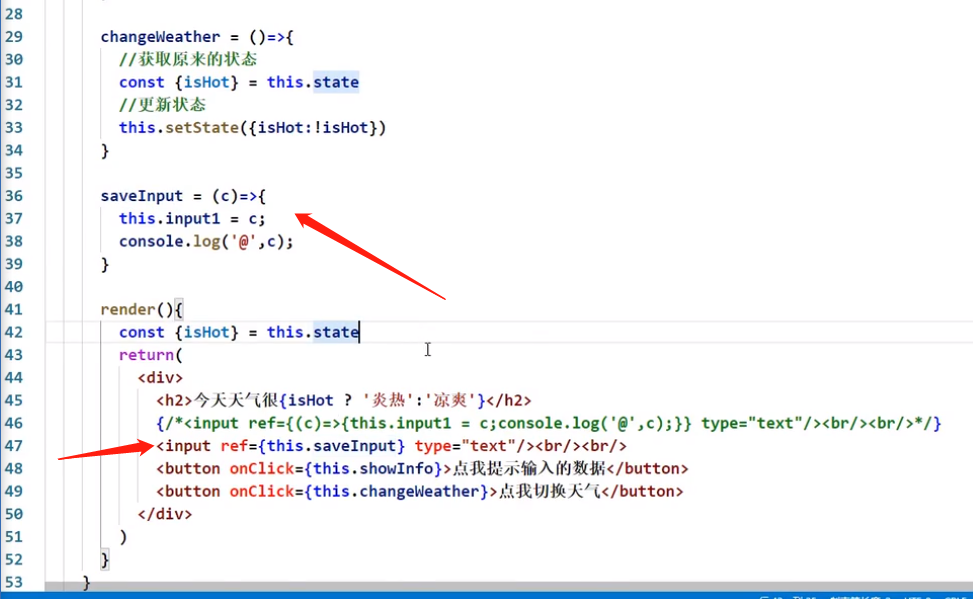 28
29 changeWeather = ()=>{
30 //获取原来的状态
31 const {isHot} = this.state
32 //更新状态
33 this.setState({isHot:!isHot})
34 }
35
36 saveInput = (c)=>{
37 this.input1 = c;
38 console.log('@',c);
39 }
40
41 render(){
42 const {isHot} = this.state
43 return(
44 <div>
45 <h2>今天天气很{isHot ? '炎热':'凉爽'}</h2>
46 {/*<input ref={(c)=>{this.input1 = c;console.log('@',c);}} type="text"/><br/><br/>*/}
47 <input ref={this.saveInput} type="text"/><br/><br/>
48 <button onClick={this.showInfo}>点我提示输入的数据</button>
49 <button onClick={this.changeWeather}>点我切换天气</button>
50 </div>
51 )
52 }
53 }